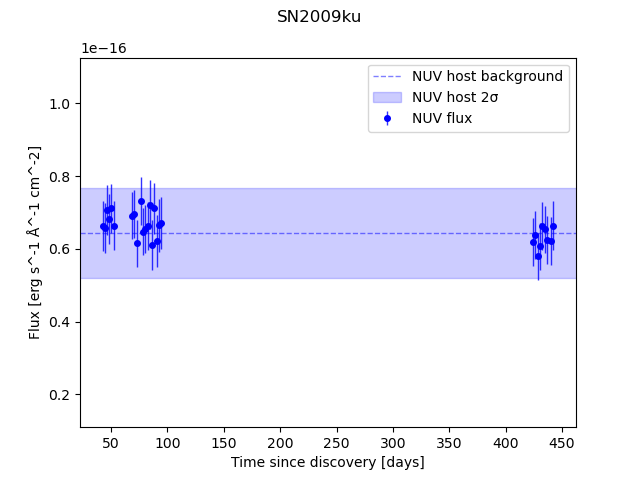 SN2009ku
1e−16
NUV host background
NUV host 2σ
NUV flux
1.0
0.8
0.6
0.4
0.2
Flux [erg s^-1 Å^-1 cm^-2]
50 100 150 200 250 300 350 400 450
Time since discovery [days]